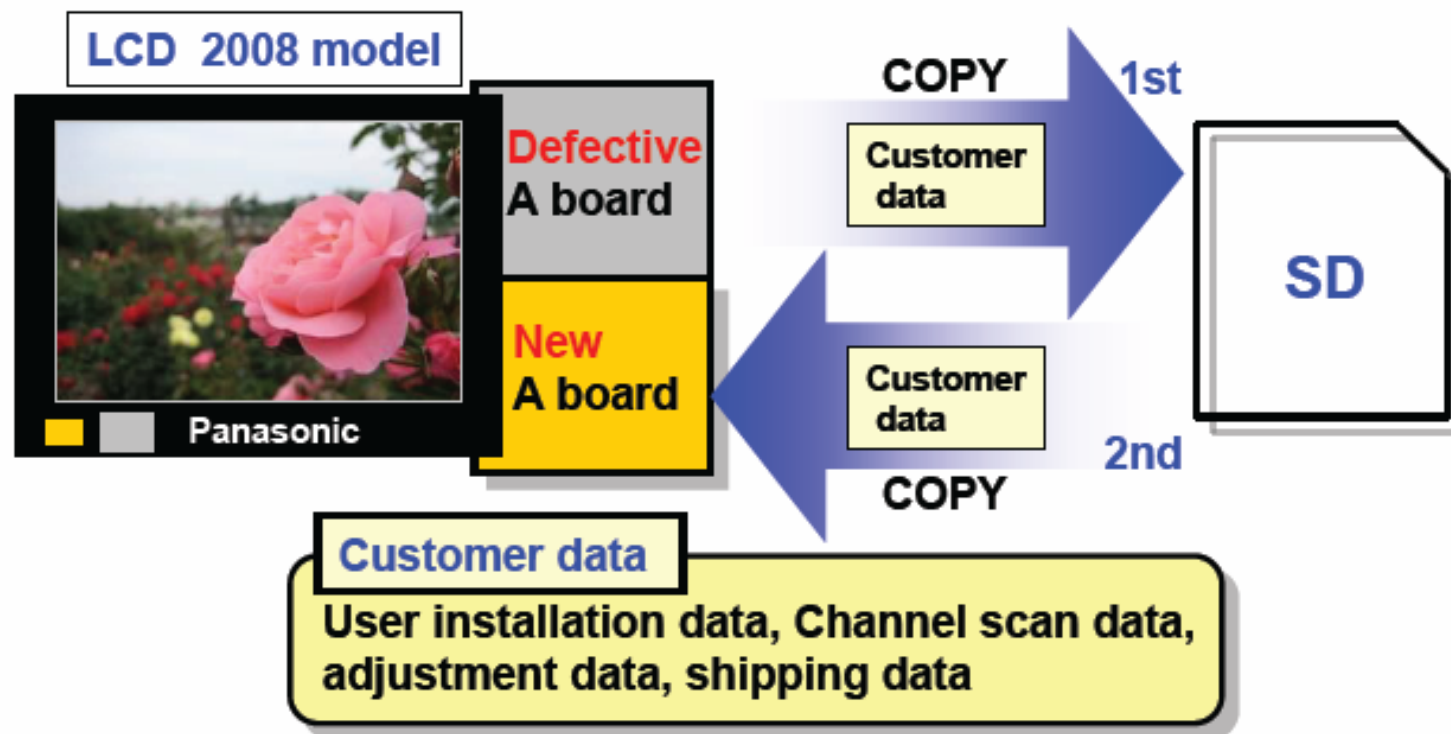 LCD 2008 model
Defective
A board
New
A board
Panasonic
COPY
1st
Customer
data
SD
Customer
data
2nd
COPY
Customer data
User installation data, Channel scan data,
adjustment data, shipping data